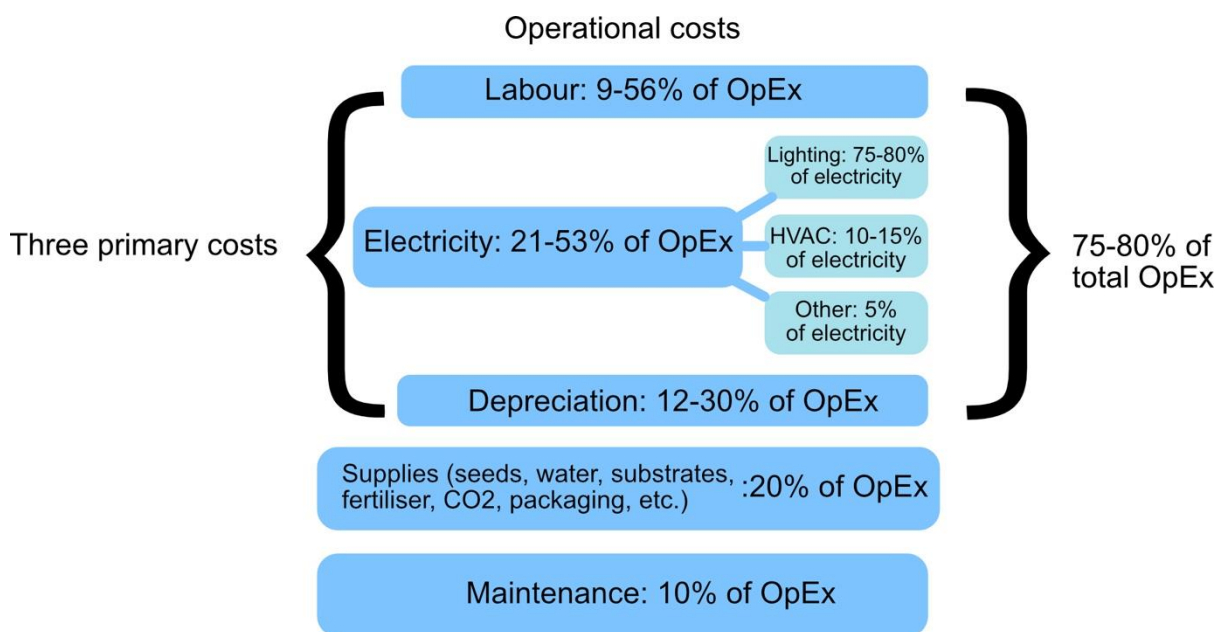 Operational costs
Labour: 9-56% of OpEx
Lighting: 75-80%
of electricity
Three primary costs
Electricity: 21-53% of OpEx
HVAC: 10-15%
of electricity
75-80% of
total OpEx
Other: 5%
of electricity
Depreciation: 12-30% of OpEx
Supplies (seeds, water, substrates,
fertiliser, CO2, packaging, etc.)
:20% of OpEx
Maintenance: 10% of OpEx